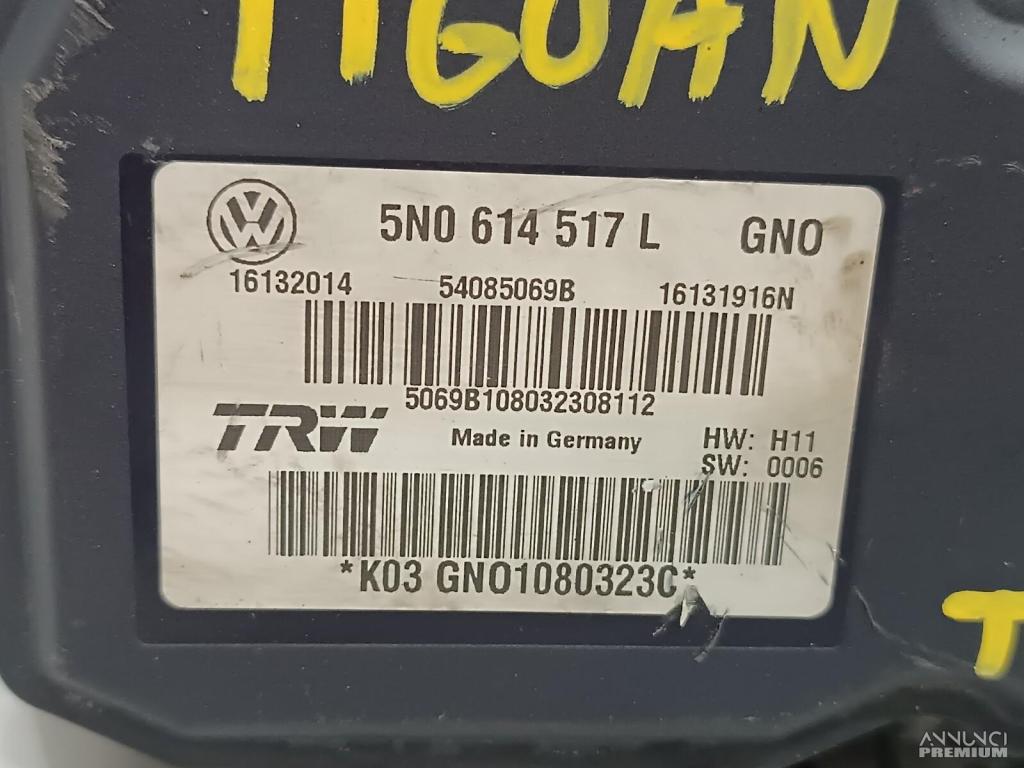 TIGUAN
5N0 614 517 L GNO
16132014 54085069B 16131916N
5069B108032308112
TRW Made in Germany HW: H11
SW: 0006
*K03 GNO1080323C*
T
ANNUNCI
PREMIUM